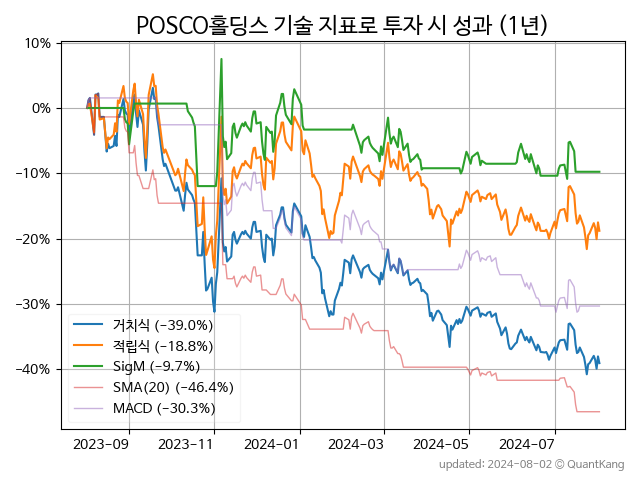 POSCO홀딩스 기술 지표로 투자 시 성과 (1년)
10%
0%
−10%
−20%
−30%
−40%
거치식 (−39.0%)
적립식 (−18.8%)
SigM (−9.7%)
SMA(20) (−46.4%)
MACD (−30.3%)
2023−09
2023−11
2024−01
2024−03
2024−05
2024−07
updated: 2024−08−02 ⓒ QuantKang